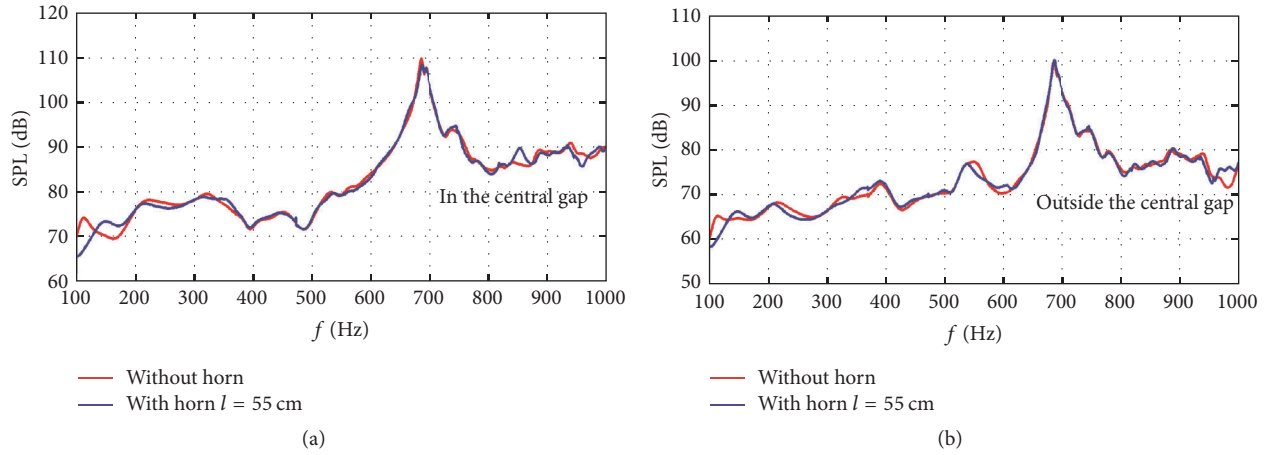 120
110
100
90
80
70
60
SPL (dB)
In the central gap
100 200 300 400 500 600 700 800 900 1000
f (Hz)
Without horn
With horn l = 55 cm
(a)
110
100
90
80
70
60
50
SPL (dB)
Outside the central gap
100 200 300 400 500 600 700 800 900 1000
f (Hz)
Without horn
With horn l = 55 cm
(b)